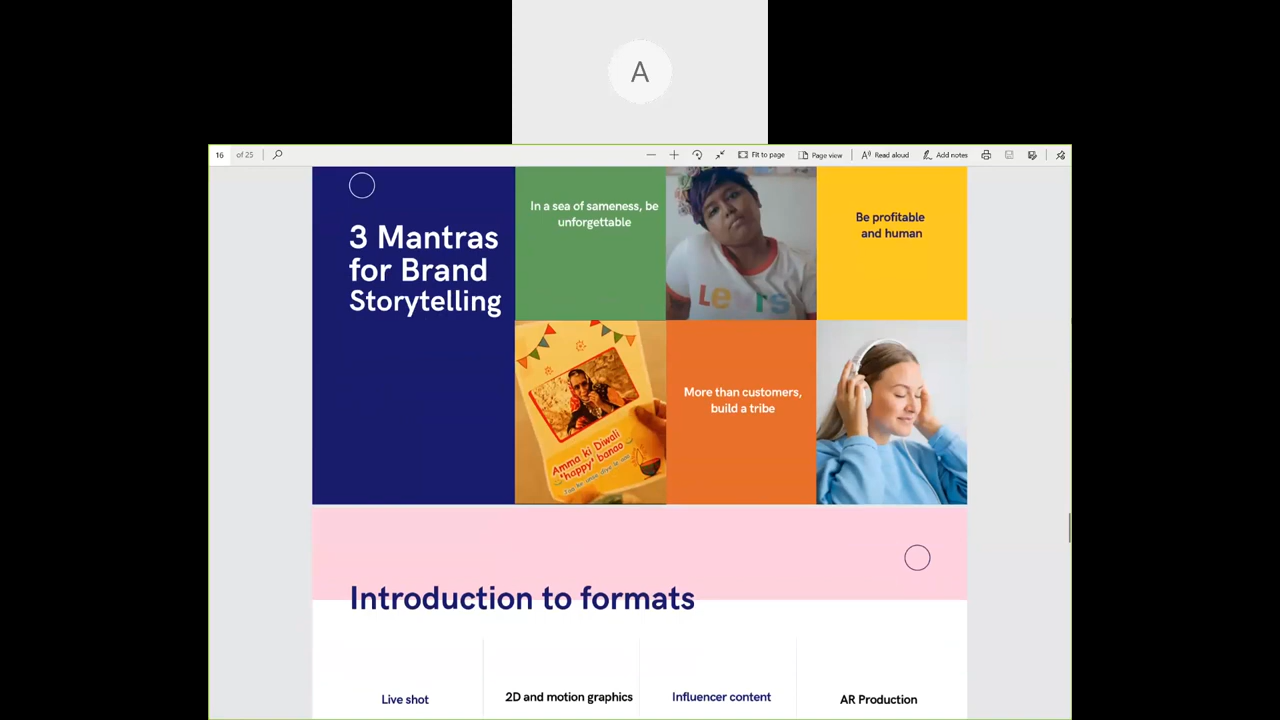 A
16 of 25
Fit to page
Page view
Read aloud
Add notes
3 Mantras
for Brand
Storytelling
In a sea of sameness, be
unforgettable
Be profitable
and human
More than customers,
build a tribe
Amma ki Diwali
"happy" banao
Introduction to formats
Live shot
2D and motion graphics
Influencer content
AR Production